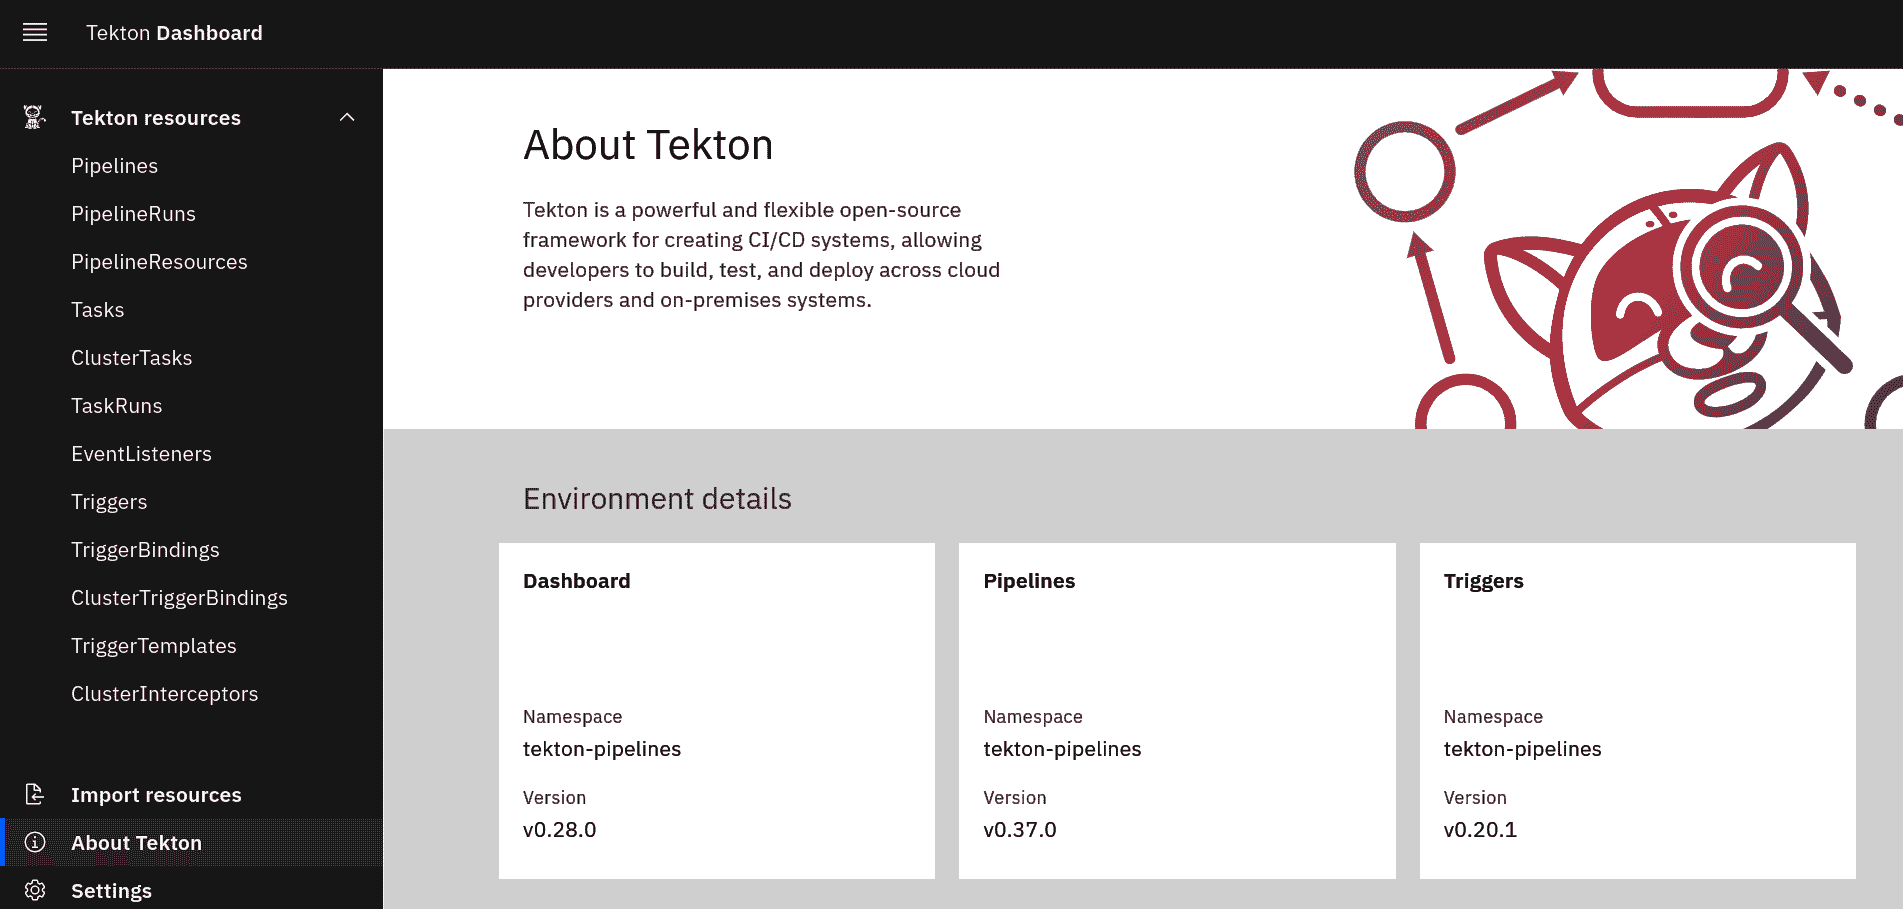 Tekton Dashboard
Tekton resources
Pipelines
PipelineRuns
PipelineResources
Tasks
ClusterTasks
TaskRuns
EventListeners
Triggers
TriggerBindings
ClusterTriggerBindings
TriggerTemplates
ClusterInterceptors
Import resources
About Tekton
Settings
About Tekton
Tekton is a powerful and flexible open-source
framework for creating CI/CD systems, allowing
developers to build, test, and deploy across cloud
providers and on-premises systems.
Environment details
Dashboard
Namespace
tekton-pipelines
Version
v0.28.0
Pipelines
Namespace
tekton-pipelines
Version
v0.37.0
Triggers
Namespace
tekton-pipelines
Version
v0.20.1